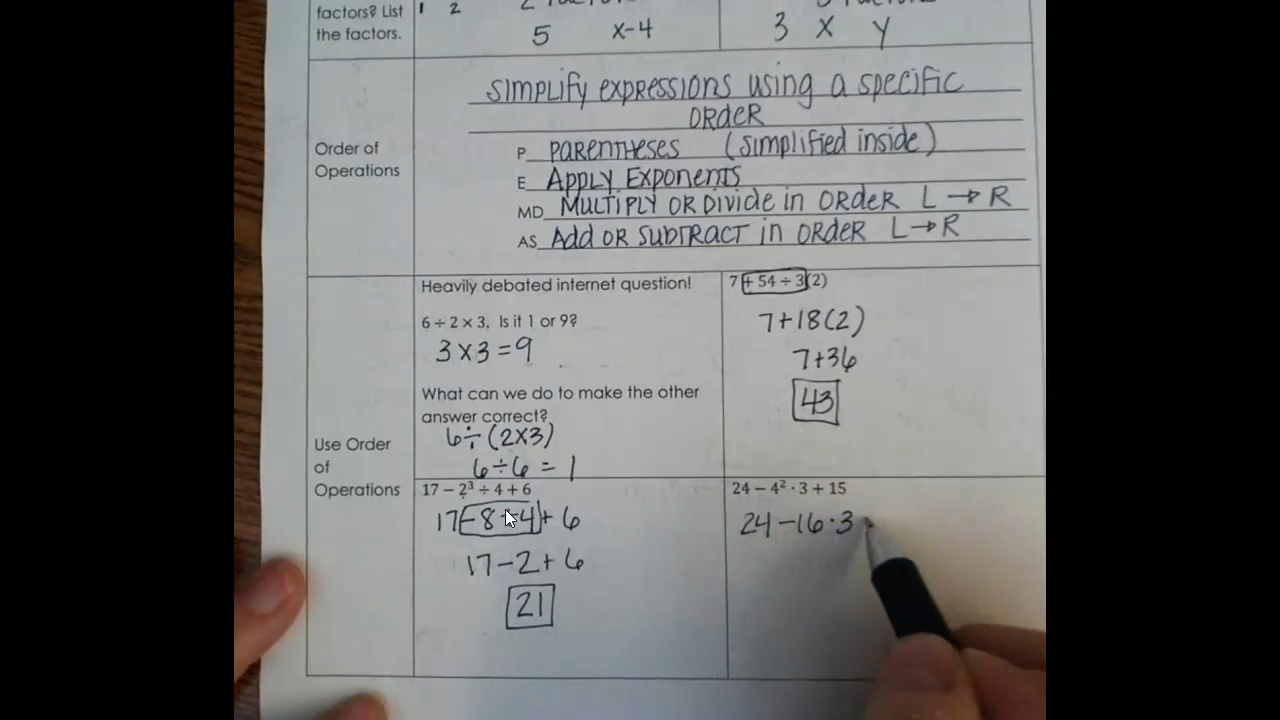 factors? List
the factors.
1 2
5 x-4
3 x y
Order of
Operations
Simplify expressions using a specific
order
P Parentheses (simplified inside)
E Apply Exponents
MD Multiply or Divide in order L → R
AS Add or Subtract in order L → R
Use Order
of
Operations
Heavily debated internet question!
6 ÷ 2 × 3, Is it 1 or 9?
3 x 3 = 9
What can we do to make the other
answer correct?
6 ÷ (2x3)
6 ÷ 6 = 1
7 + 54 ÷ 3(2)
7+18(2)
7+36
43
17 − 2³ ÷ 4 + 6
17 - 8 ÷ 4 + 6
17 - 2 + 6
21
24 − 4² · 3 + 15
24 - 16 · 3